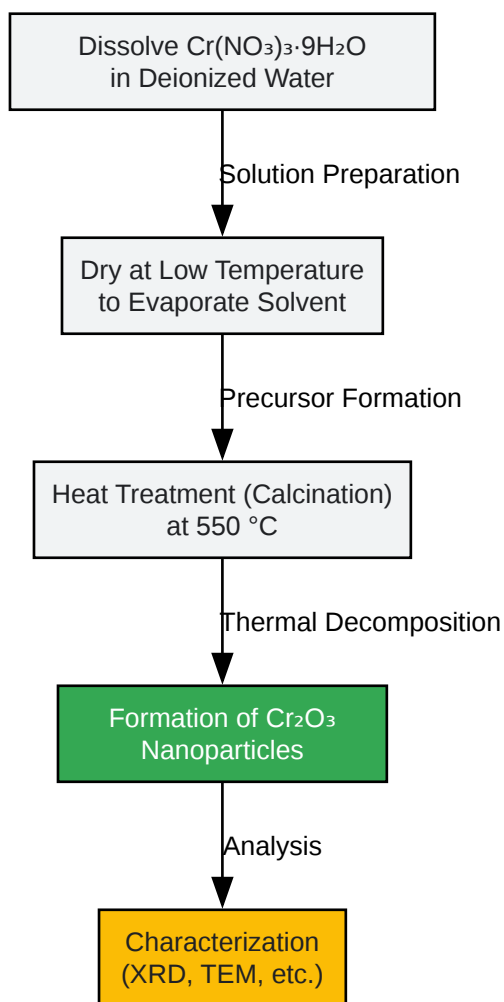 Dissolve Cr(NO₃)₃·9H₂O
in Deionized Water
Solution Preparation
Dry at Low Temperature
to Evaporate Solvent
Precursor Formation
Heat Treatment (Calcination)
at 550 °C
Thermal Decomposition
Formation of Cr₂O₃
Nanoparticles
Analysis
Characterization
(XRD, TEM, etc.)